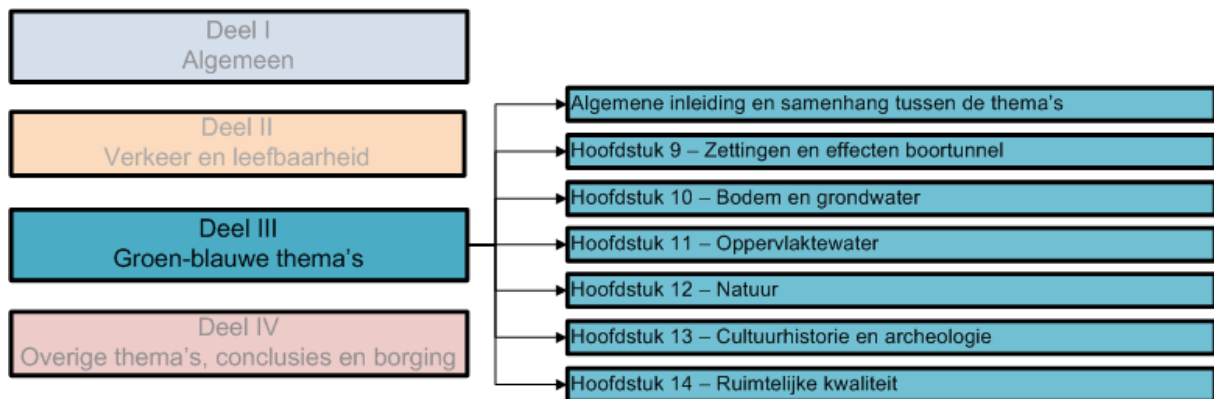 Deel I
Algemeen
Deel II
Verkeer en leefbaarheid
Deel III
Groen-blauwe thema's
Deel IV
Overige thema's, conclusies en borging
Algemene inleiding en samenhang tussen de thema's
Hoofdstuk 9 – Zettingen en effecten boortunnel
Hoofdstuk 10 – Bodem en grondwater
Hoofdstuk 11 – Oppervlaktewater
Hoofdstuk 12 – Natuur
Hoofdstuk 13 – Cultuurhistorie en archeologie
Hoofdstuk 14 – Ruimtelijke kwaliteit